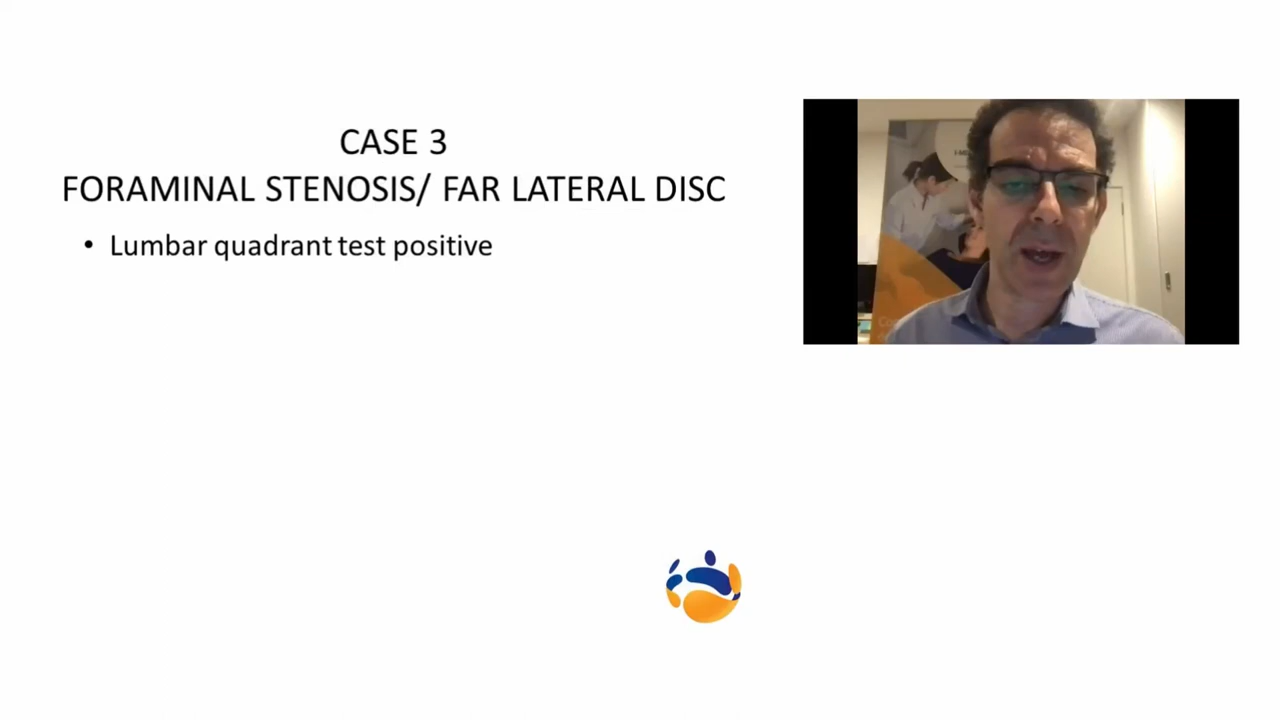 CASE 3
FORAMINAL STENOSIS/ FAR LATERAL DISC
• Lumbar quadrant test positive